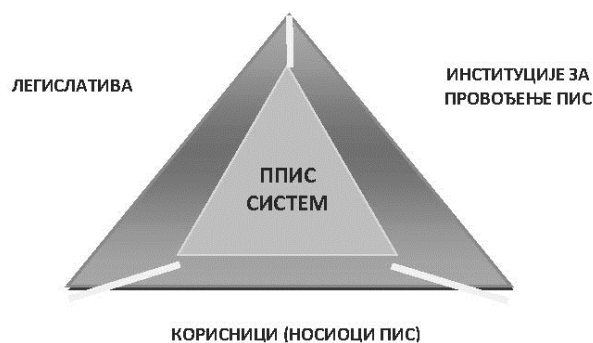 ЛЕГИСЛАТИВА
ИНСТИТУЦИЈЕ ЗА
ПРОВОЂЕЊЕ ПИС
ППИС
СИСТЕМ
КОРИСНИЦИ (НОСИОЦИ ПИС)